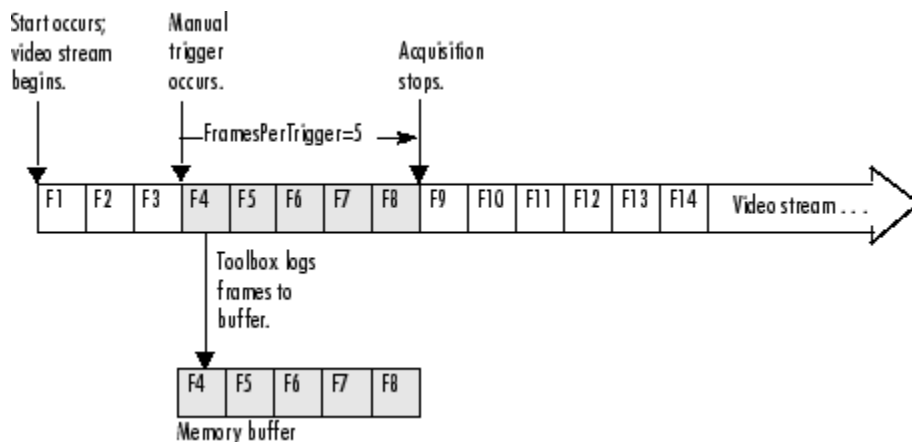 Start occurs;
video stream
begins.
Manual
trigger
occurs.
Acquisition
stops.
FramesPerTrigger=5
F1 F2 F3 F4 F5 F6 F7 F8 F9 F10 F11 F12 F13 F14 Video stream . . .
Toolbox logs
frames to
buffer.
F4 F5 F6 F7 F8
Memory buffer